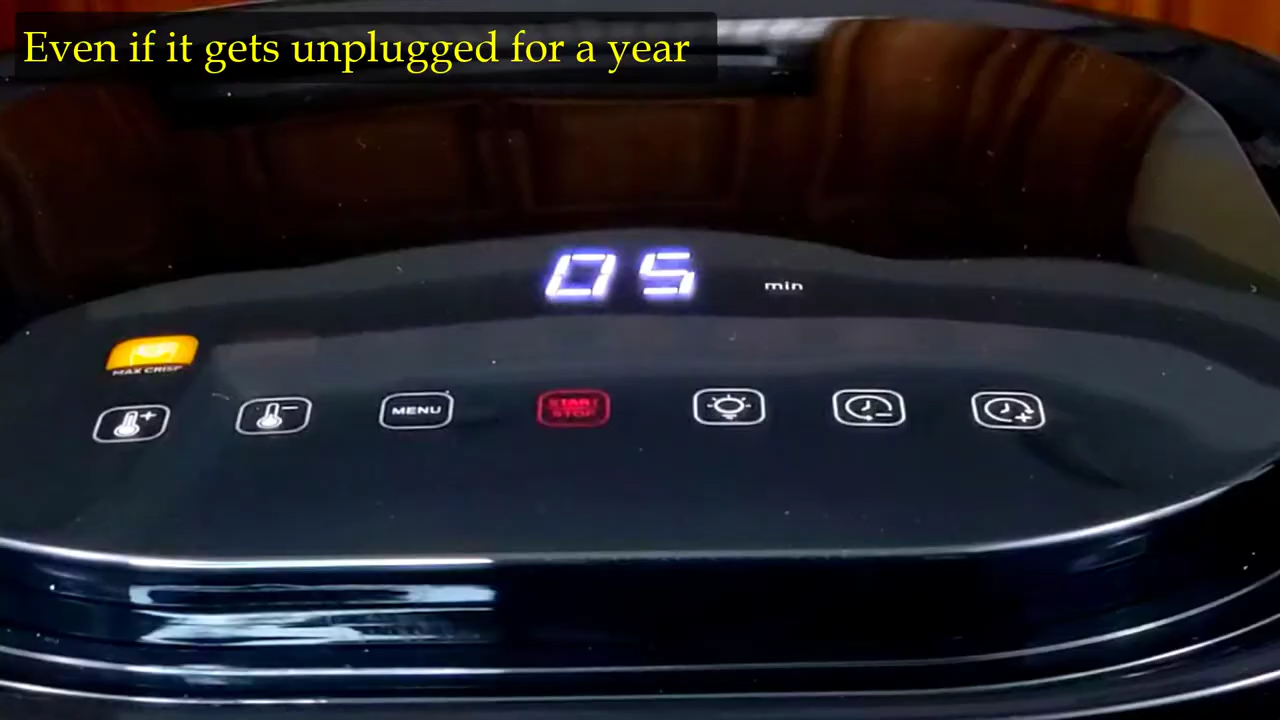 Even if it gets unplugged for a year
05 min
MAX CRISP
MENU
START
STOP